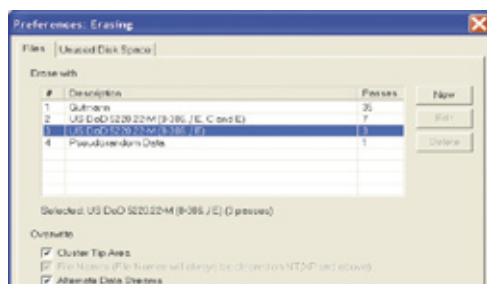 Preferences: Erasing
Files Unused Disk Space
Erase with
# Description Passes
1 Gutmann 35
2 US DoD 5220.22-M (8-306. /E, C and E) 7
3 US DoD 5220.22-M (8-306. /E) 3
4 Pseudorandom Data 1
New
Edit
Delete
Selected: US DoD 5220.22-M (8-306. /E) (3 passes)
Overwrite
Cluster Tip Area
File Names (File Names will always be cleared on NT/XP and above)
Alternate Data Streams